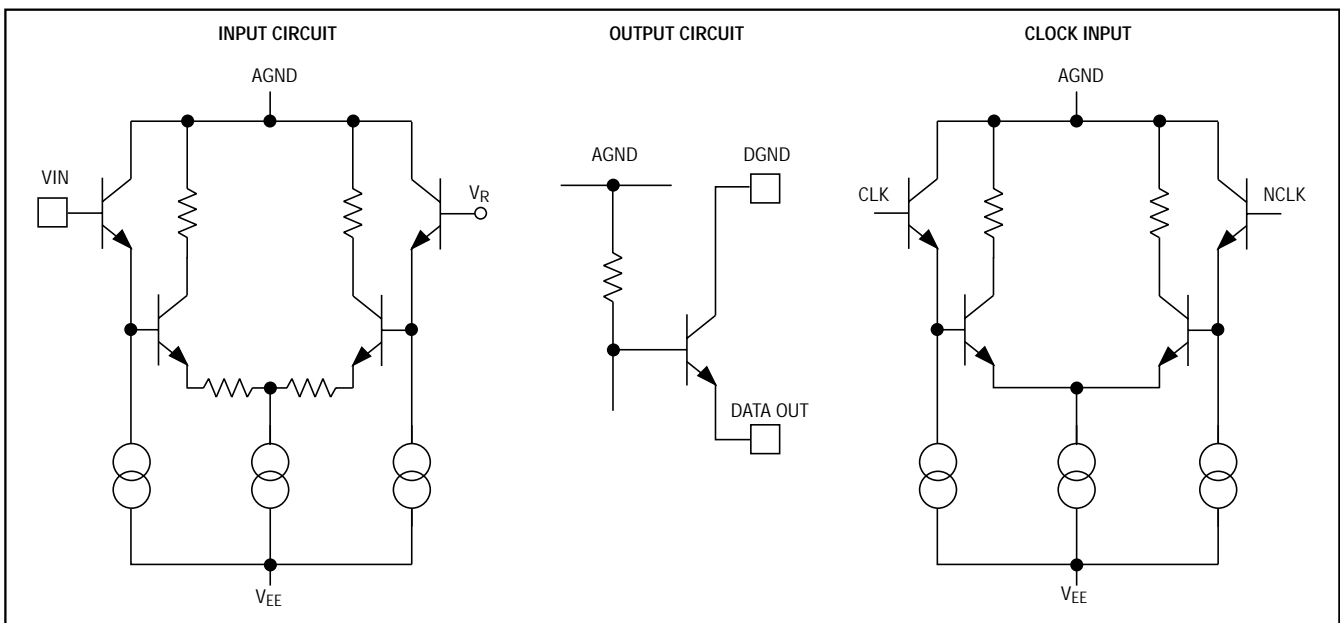 INPUT CIRCUIT
AGND
VIN
VR
VEE
OUTPUT CIRCUIT
AGND
DGND
DATA OUT
CLOCK INPUT
AGND
CLK
NCLK
VEE